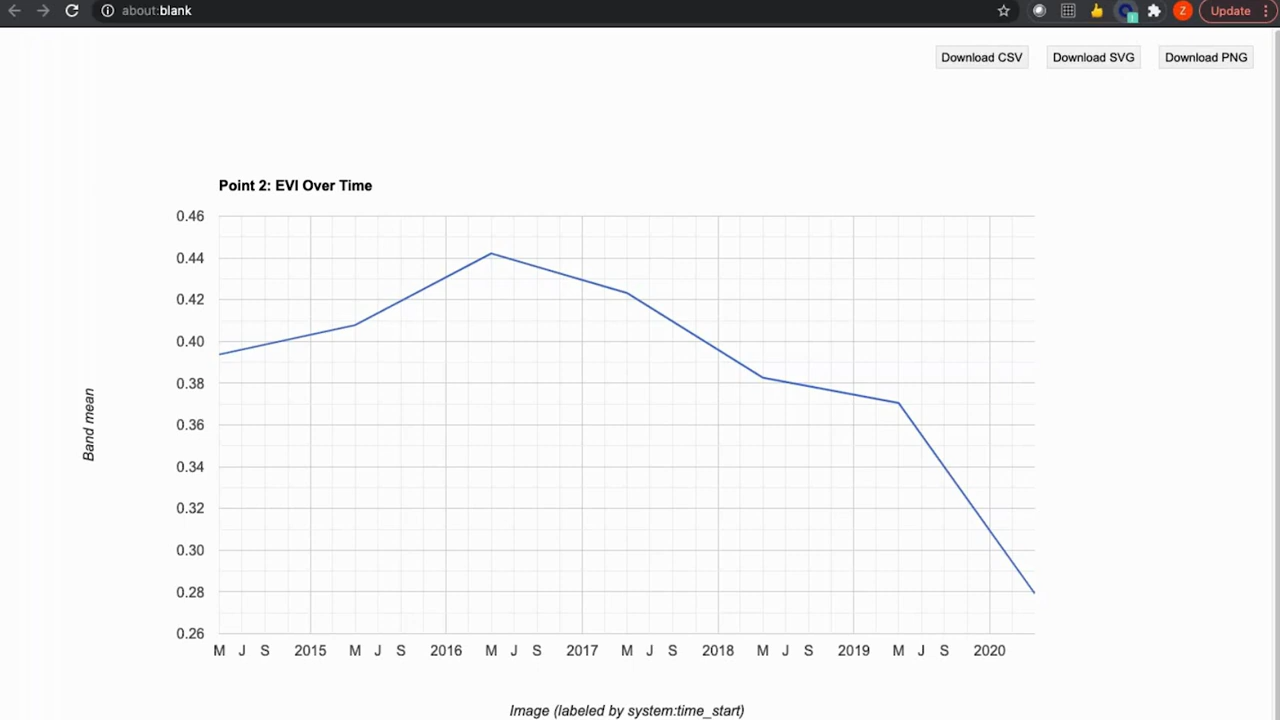 about:blank
Z
Update
Download CSV
Download SVG
Download PNG
Point 2: EVI Over Time
0.46
0.44
0.42
0.40
0.38
0.36
0.34
0.32
0.30
0.28
0.26
Band mean
M J S 2015 M J S 2016 M J S 2017 M J S 2018 M J S 2019 M J S 2020
Image (labeled by system:time_start)